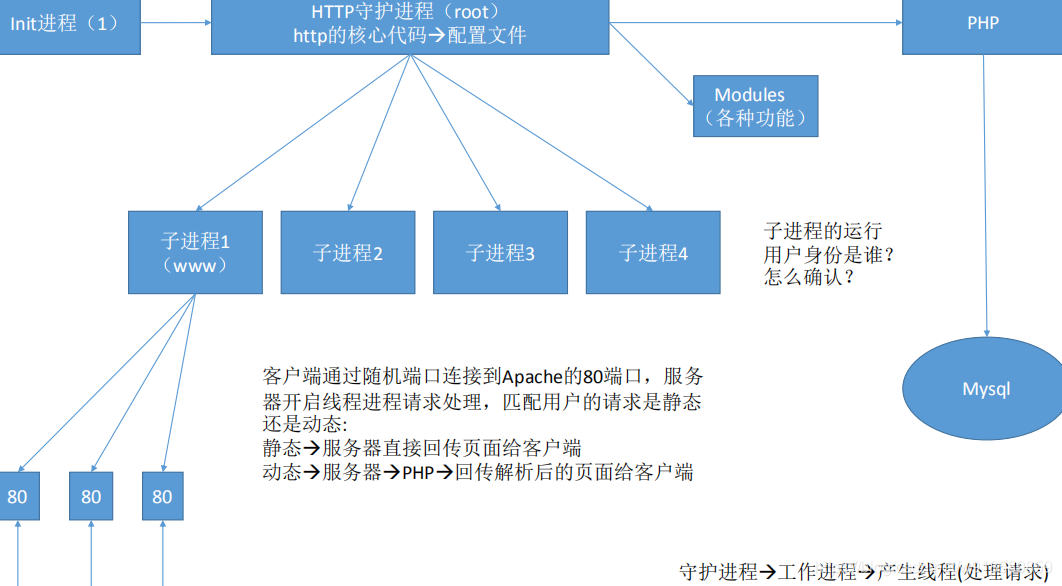 Init进程（1）
HTTP守护进程（root）
http的核心代码→配置文件
PHP
Modules
（各种功能）
子进程1
（www）
子进程2
子进程3
子进程4
子进程的运行
用户身份是谁？
怎么确认？
客户端通过随机端口连接到Apache的80端口，服务
器开启线程进程请求处理，匹配用户的请求是静态
还是动态:
静态→服务器直接回传页面给客户端
动态→服务器→PHP→回传解析后的页面给客户端
Mysql
80
80
80
守护进程→工作进程→产生线程(处理请求)